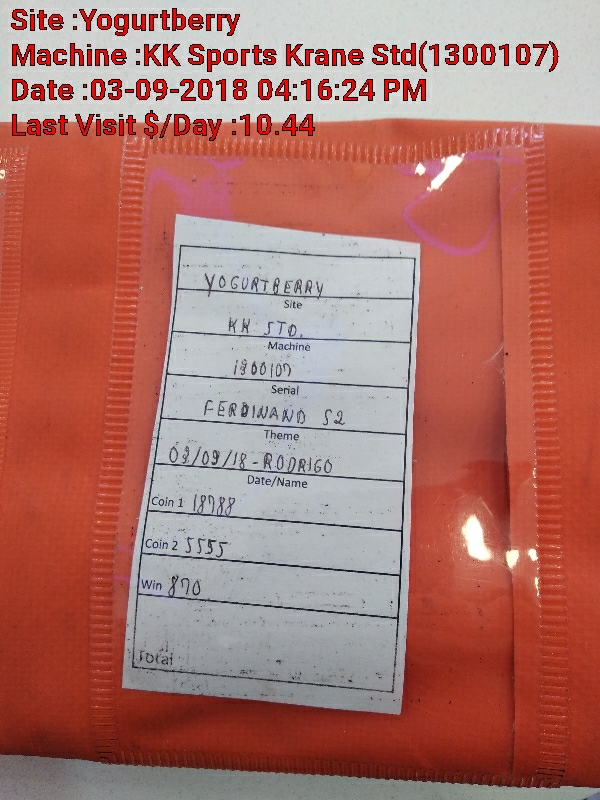 Site :Yogurtberry
Machine :KK Sports Krane Std(1300107)
Date :03-09-2018 04:16:24 PM
Last Visit $/Day :10.44
YOGURTBERRY
Site
KK STD.
Machine
1300107
Serial
FERDINAND S2
Theme
03/09/18-RODRIGO
Date/Name
Coin 1 18788
Coin 2 5555
Win 870
Total